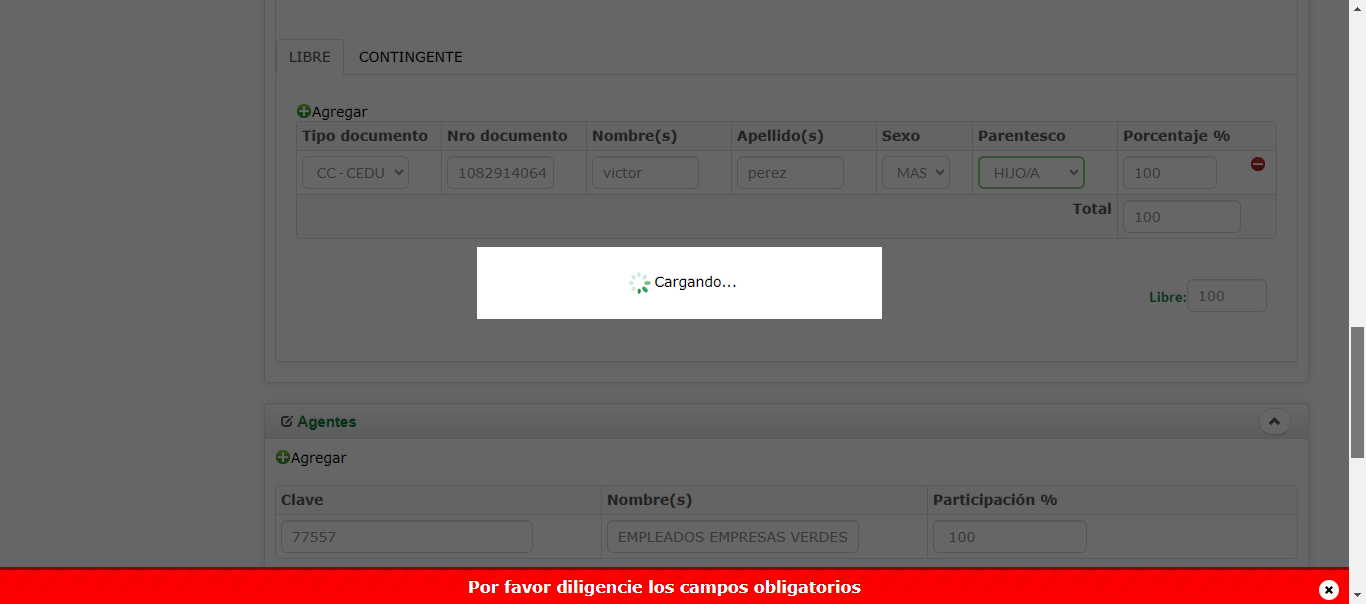 LIBRE CONTINGENTE
Agregar
Tipo documento Nro documento Nombre(s) Apellido(s) Sexo Parentesco Porcentaje %
CC - CEDU 1082914064 victor perez MAS HIJO/A 100
Total 100
Cargando...
Libre: 100
Agentes
Agregar
Clave Nombre(s) Participación %
77557 EMPLEADOS EMPRESAS VERDES 100
Por favor diligencie los campos obligatorios